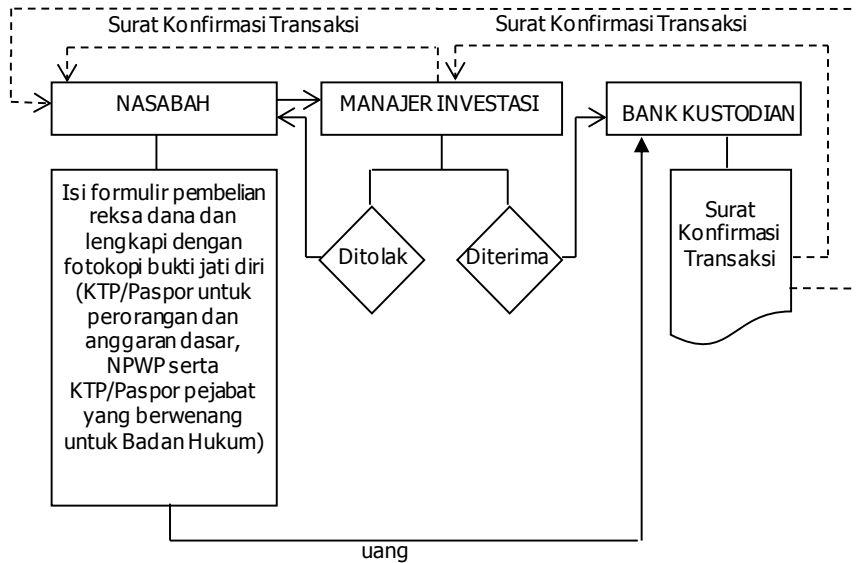 Surat Konfirmasi Transaksi
Surat Konfirmasi Transaksi
NASABAH
MANAJER INVESTASI
BANK KUSTODIAN
Isi formulir pembelian
reksa dana dan
lengkapi dengan
fotokopi bukti jati diri
(KTP/Paspor untuk
perorangan dan
anggaran dasar,
NPWP serta
KTP/Paspor pejabat
yang berwenang
untuk Badan Hukum)
Ditolak
Diterima
Surat
Konfirmasi
Transaksi
uang